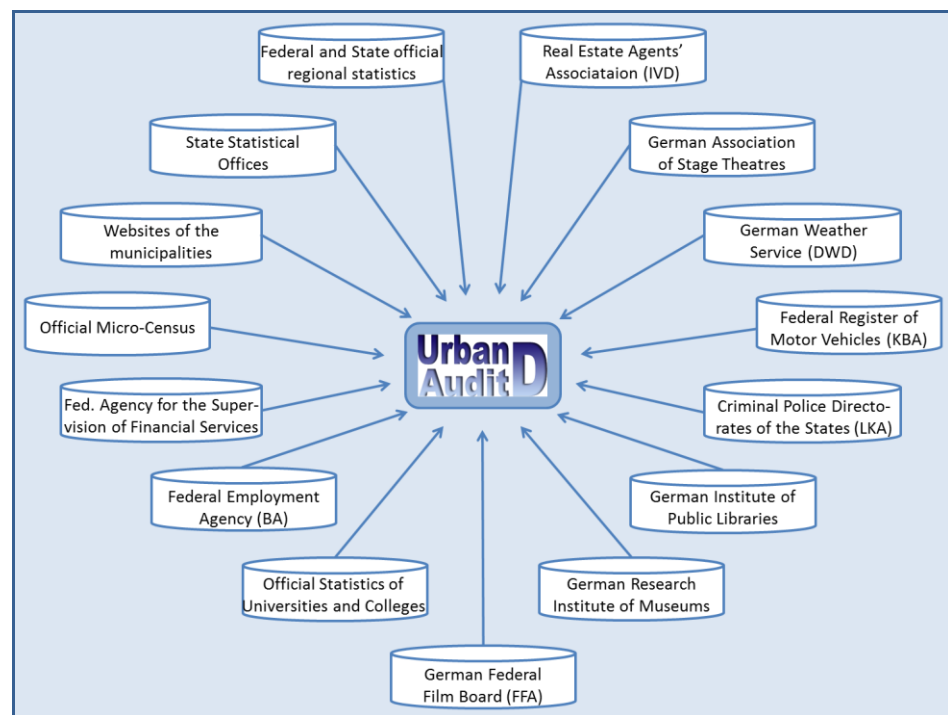 Federal and State official
regional statistics
Real Estate Agents’
Associataion (IVD)
State Statistical
Offices
German Association
of Stage Theatres
Websites of the
municipalities
German Weather
Service (DWD)
Official Micro-Census
Federal Register of
Motor Vehicles (KBA)
Urban
Audit
D
Fed. Agency for the Super-
vision of Financial Services
Criminal Police Directo-
rates of the States (LKA)
Federal Employment
Agency (BA)
German Institute of
Public Libraries
Official Statistics of
Universities and Colleges
German Research
Institute of Museums
German Federal
Film Board (FFA)